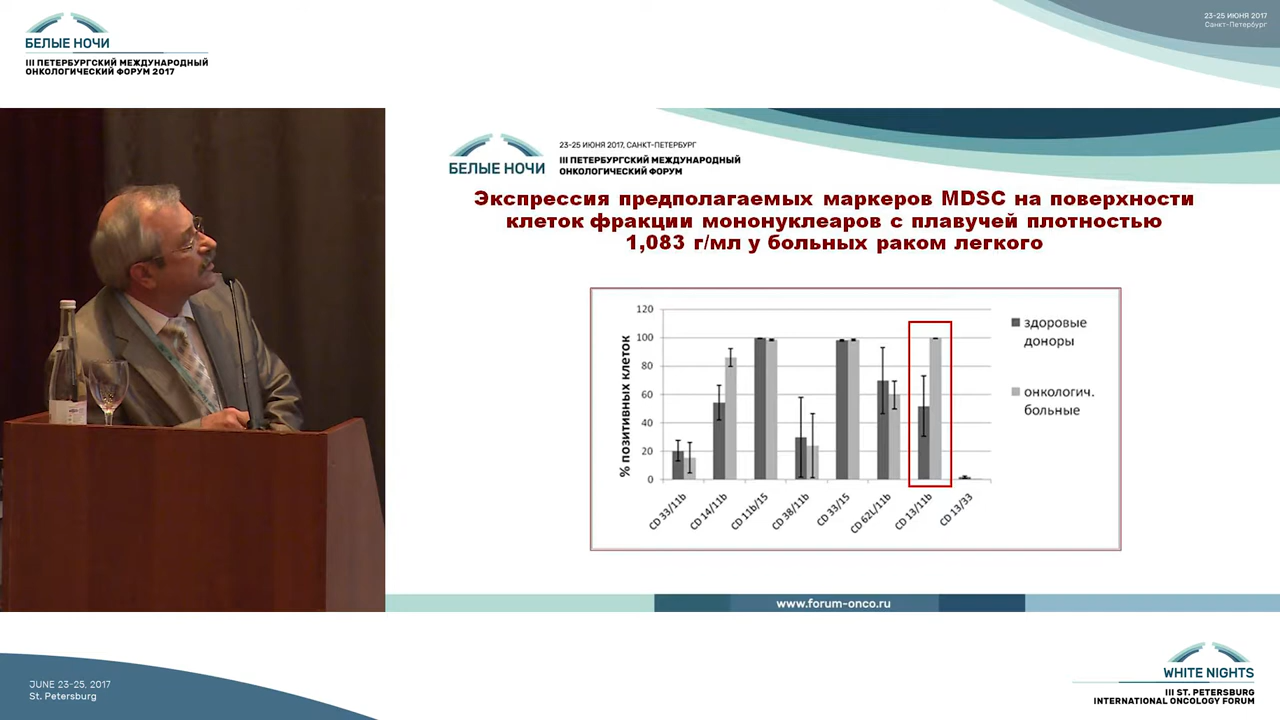 БЕЛЫЕ НОЧИ
III ПЕТЕРБУРГСКИЙ МЕЖДУНАРОДНЫЙ
ОНКОЛОГИЧЕСКИЙ ФОРУМ 2017
23-25 ИЮНЯ 2017
Санкт-Петербург
БЕЛЫЕ НОЧИ
23-25 ИЮНЯ 2017, САНКТ-ПЕТЕРБУРГ
III ПЕТЕРБУРГСКИЙ МЕЖДУНАРОДНЫЙ
ОНКОЛОГИЧЕСКИЙ ФОРУМ
Экспрессия предполагаемых маркеров MDSC на поверхности
клеток фракции мононуклеаров с плавучей плотностью
1,083 г/мл у больных раком легкого
% позитивных клеток
120
100
80
60
40
20
0
CD 33/11b
CD 14/11b
CD 11b/15
CD 38/11b
CD 33/15
CD 62L/11b
CD 13/11b
CD 13/33
здоровые
доноры
онкологич.
больные
www.forum-onco.ru
JUNE 23-25, 2017
St. Petersburg
WHITE NIGHTS
III ST. PETERSBURG
INTERNATIONAL ONCOLOGY FORUM